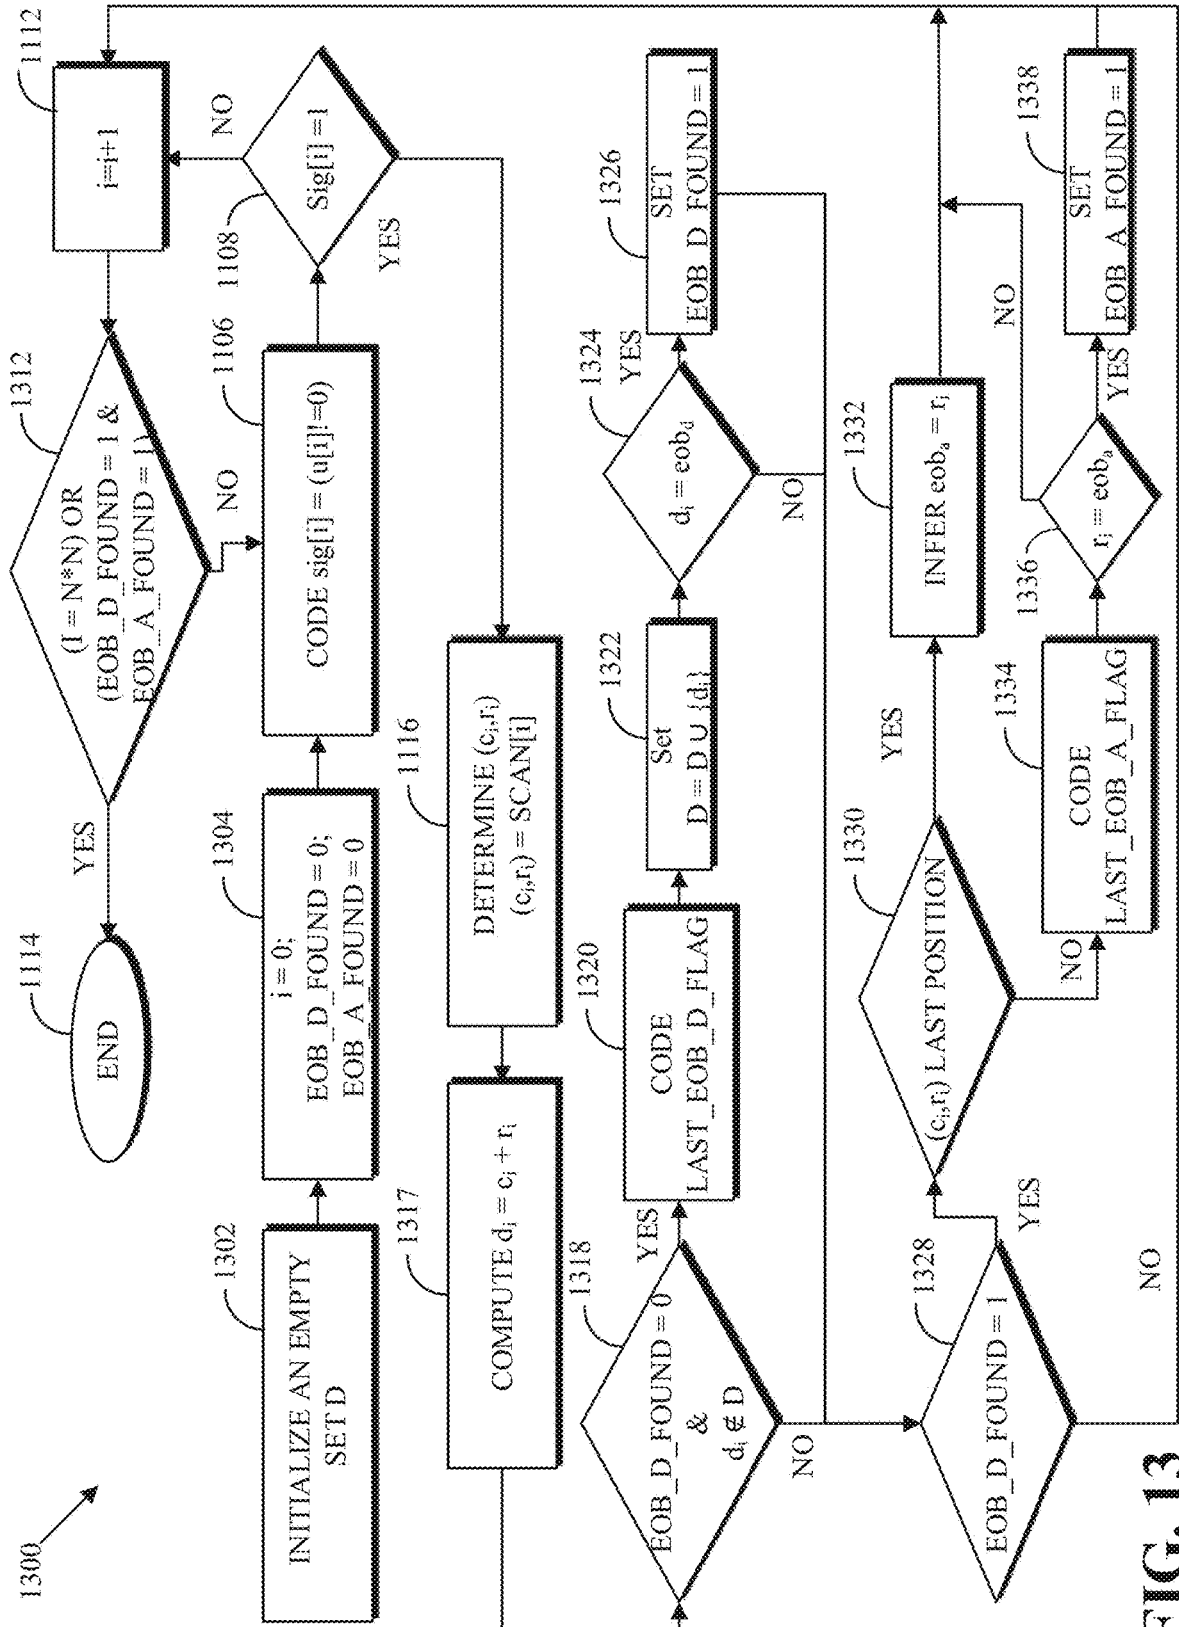 1300
1302
INITIALIZE AN EMPTY
SET D
1304
i = 0;
EOB_D_FOUND = 0;
EOB_A_FOUND = 0
1106
CODE sig[i] = (u[i]!=0)
1108
Sig[i] = 1
NO
YES
1112
i=i+1
1312
(I = N*N) OR
(EOB_D_FOUND = 1 &
EOB_A_FOUND = 1)
NO
YES
1114
END
1116
DETERMINE (cᵢ,rᵢ)
(cᵢ,rᵢ) = SCAN[i]
1317
COMPUTE dᵢ = cᵢ + rᵢ
1318
EOB_D_FOUND = 0
&
dᵢ ∉ D
YES
NO
1320
CODE
LAST_EOB_D_FLAG
1322
Set
D = D ∪ {dᵢ}
1324
dᵢ = eob_d
YES
NO
1326
SET
EOB_D_FOUND = 1
1328
EOB_D_FOUND = 1
YES
NO
1330
(cᵢ,rᵢ) LAST POSITION
YES
NO
1332
INFER eobₐ = rᵢ
1334
CODE
LAST_EOB_A_FLAG
1336
rᵢ = eobₐ
NO
YES
1338
SET
EOB_A_FOUND = 1
FIG. 13